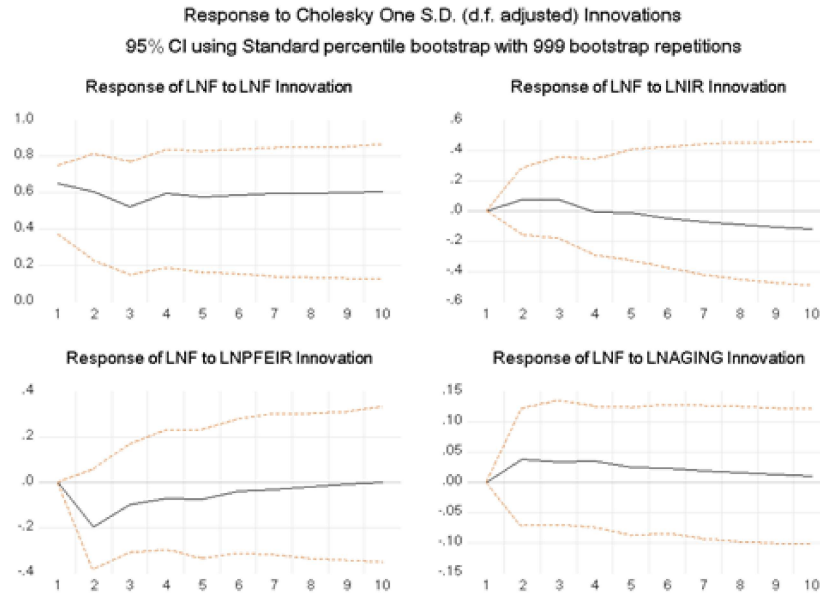 Response to Cholesky One S.D. (d.f. adjusted) Innovations
95% CI using Standard percentile bootstrap with 999 bootstrap repetitions
Response of LNF to LNF Innovation
1.0
0.8
0.6
0.4
0.2
0.0
1 2 3 4 5 6 7 8 9 10
Response of LNF to LNIR Innovation
.6
.4
.2
.0
-.2
-.4
-.6
1 2 3 4 5 6 7 8 9 10
Response of LNF to LNPFEIR Innovation
.4
.2
.0
-.2
-.4
1 2 3 4 5 6 7 8 9 10
Response of LNF to LNAGING Innovation
.15
.10
.05
.00
-.05
-.10
-.15
1 2 3 4 5 6 7 8 9 10